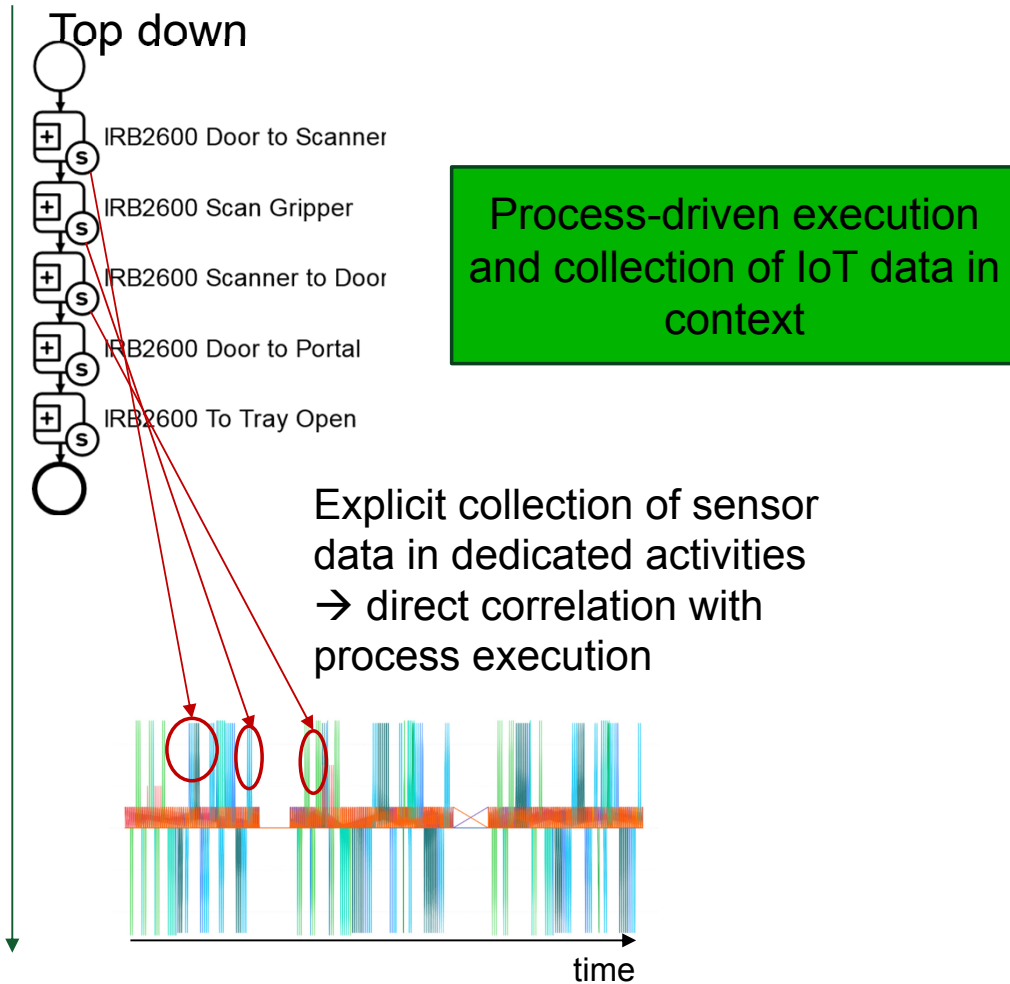 Top down
+
S
IRB2600 Door to Scanner
+
S
IRB2600 Scan Gripper
+
S
IRB2600 Scanner to Door
+
S
IRB2600 Door to Portal
+
S
IRB2600 To Tray Open
Process-driven execution
and collection of IoT data in
context
Explicit collection of sensor
data in dedicated activities
→ direct correlation with
process execution
time